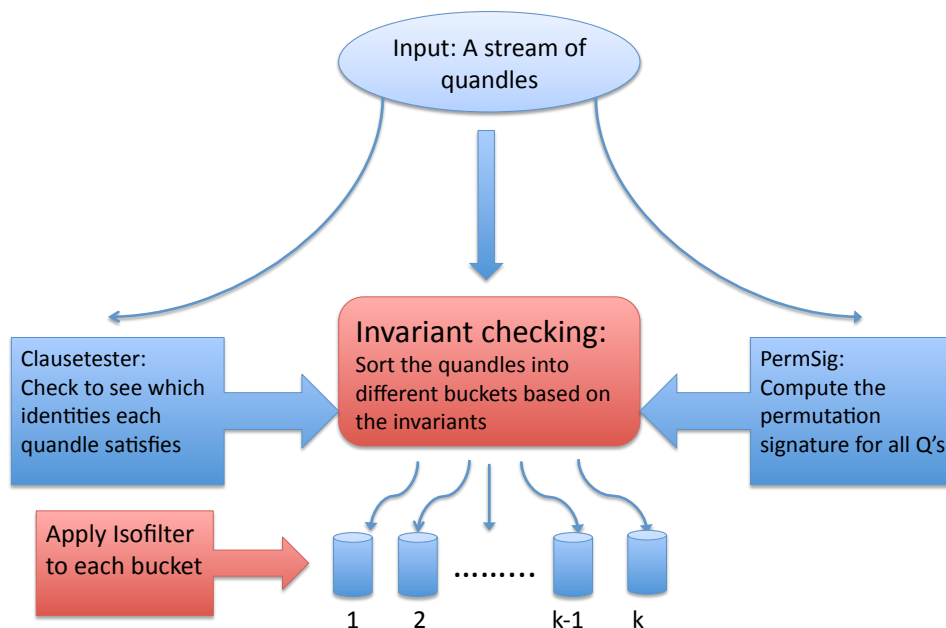 Input: A stream of
quandles
Invariant checking:
Sort the quandles into
different buckets based on
the invariants
Clausetester:
Check to see which
identities each
quandle satisfies
PermSig:
Compute the
permutation
signature for all Q's
Apply Isofilter
to each bucket
.........
1 2 k-1 k